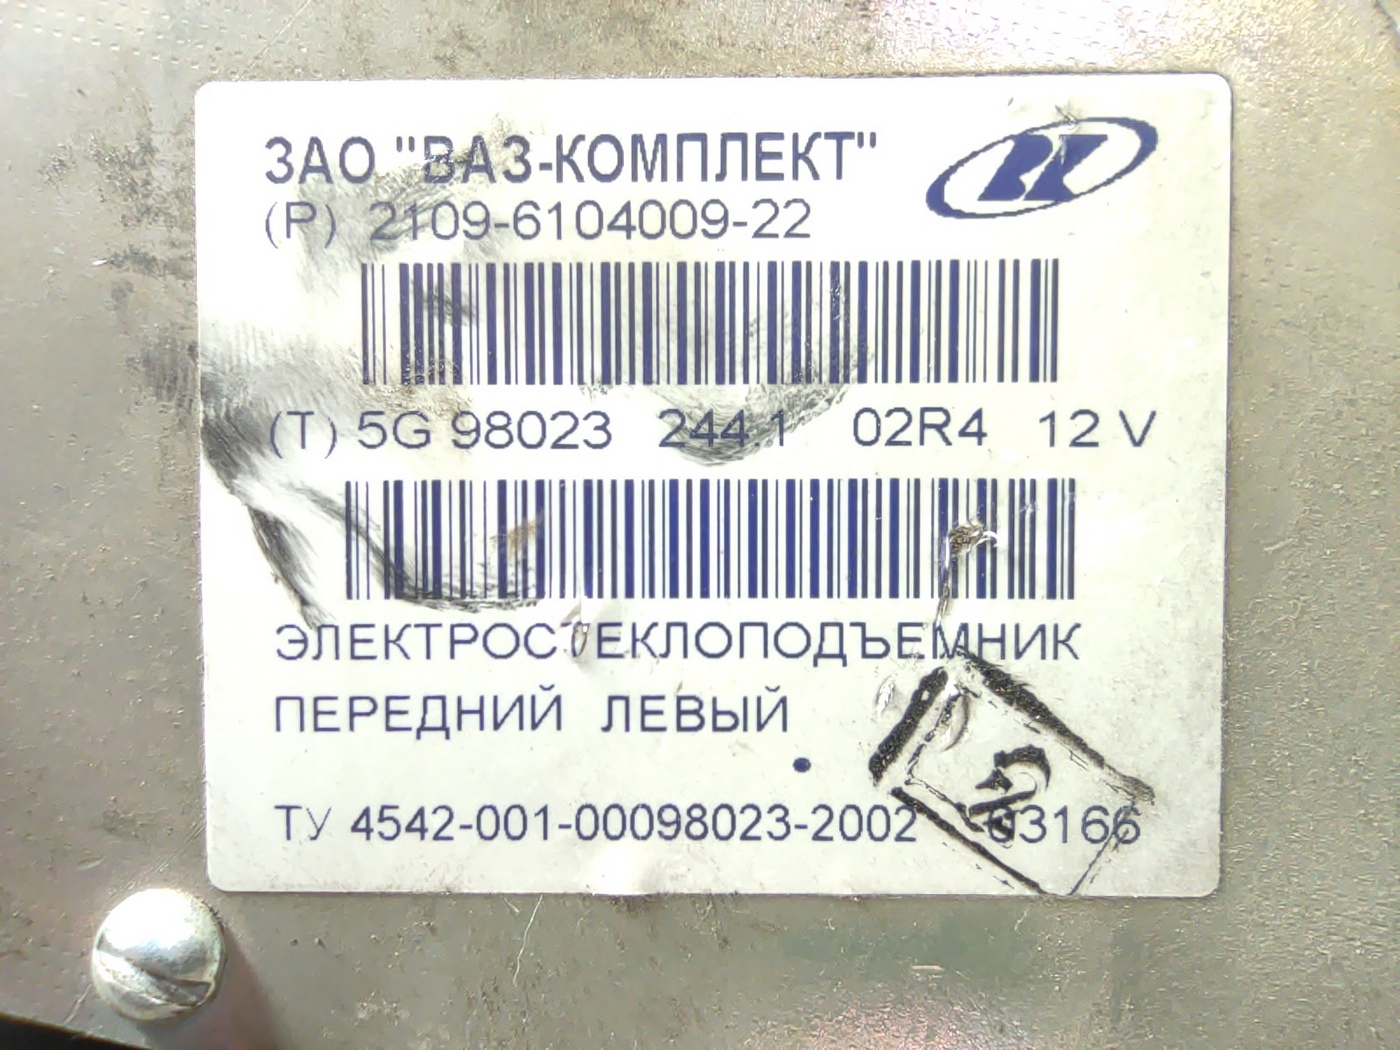 ЗАО "ВАЗ-КОМПЛЕКТ"
(P) 2109-6104009-22
(T) 5G 98023 244.1 02R4 12 V
ЭЛЕКТРОСТЕКЛОПОДЪЕМНИК
ПЕРЕДНИЙ ЛЕВЫЙ
ТУ 4542-001-00098023-2002 03166